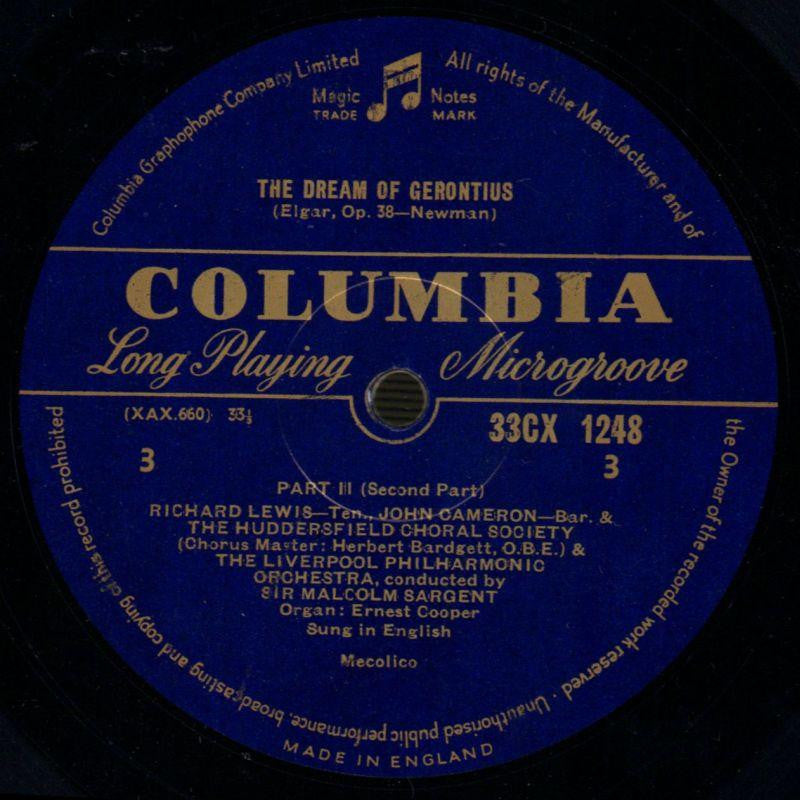 Columbia Graphophone Company Limited
All rights of the Manufacturer and of
the Owner of the recorded work reserved · Unauthorised public performance, broadcasting and copying of this record prohibited
Magic Notes
TRADE MARK
THE DREAM OF GERONTIUS
(Elgar, Op. 38—Newman)
COLUMBIA
Long Playing Microgroove
(XAX.660) 33⅓
33CX 1248
3 3
PART III (Second Part)
RICHARD LEWIS—Ten., JOHN CAMERON—Bar. &
THE HUDDERSFIELD CHORAL SOCIETY
(Chorus Master: Herbert Bardgett, O.B.E.) &
THE LIVERPOOL PHILHARMONIC
ORCHESTRA, conducted by
SIR MALCOLM SARGENT
Organ: Ernest Cooper
Sung in English
Mecolico
MADE IN ENGLAND